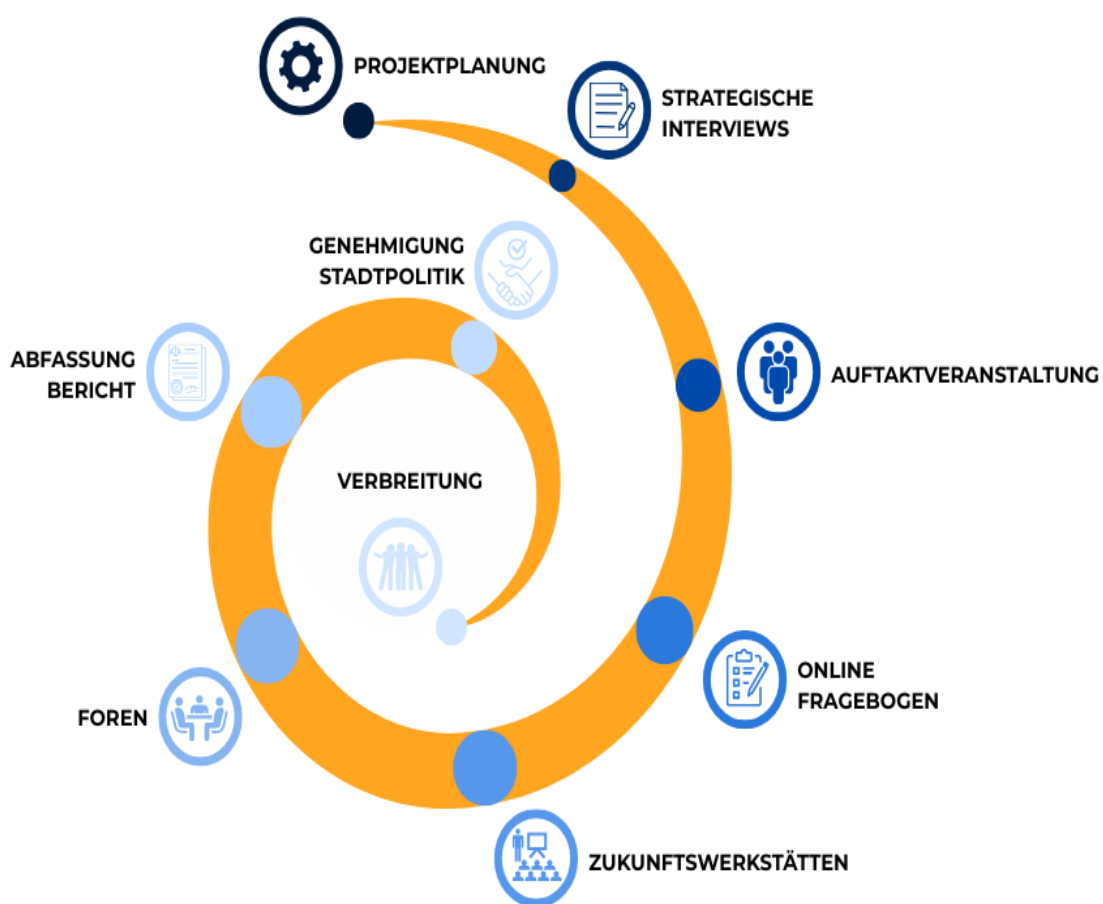 PROJEKTPLANUNG
STRATEGISCHE
INTERVIEWS
AUFTAKTVERANSTALTUNG
ONLINE
FRAGEBOGEN
ZUKUNFTSWERKSTÄTTEN
FOREN
ABFASSUNG
BERICHT
GENEHMIGUNG
STADTPOLITIK
VERBREITUNG